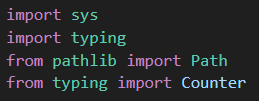 import sys
import typing
from pathlib import Path
from typing import Counter